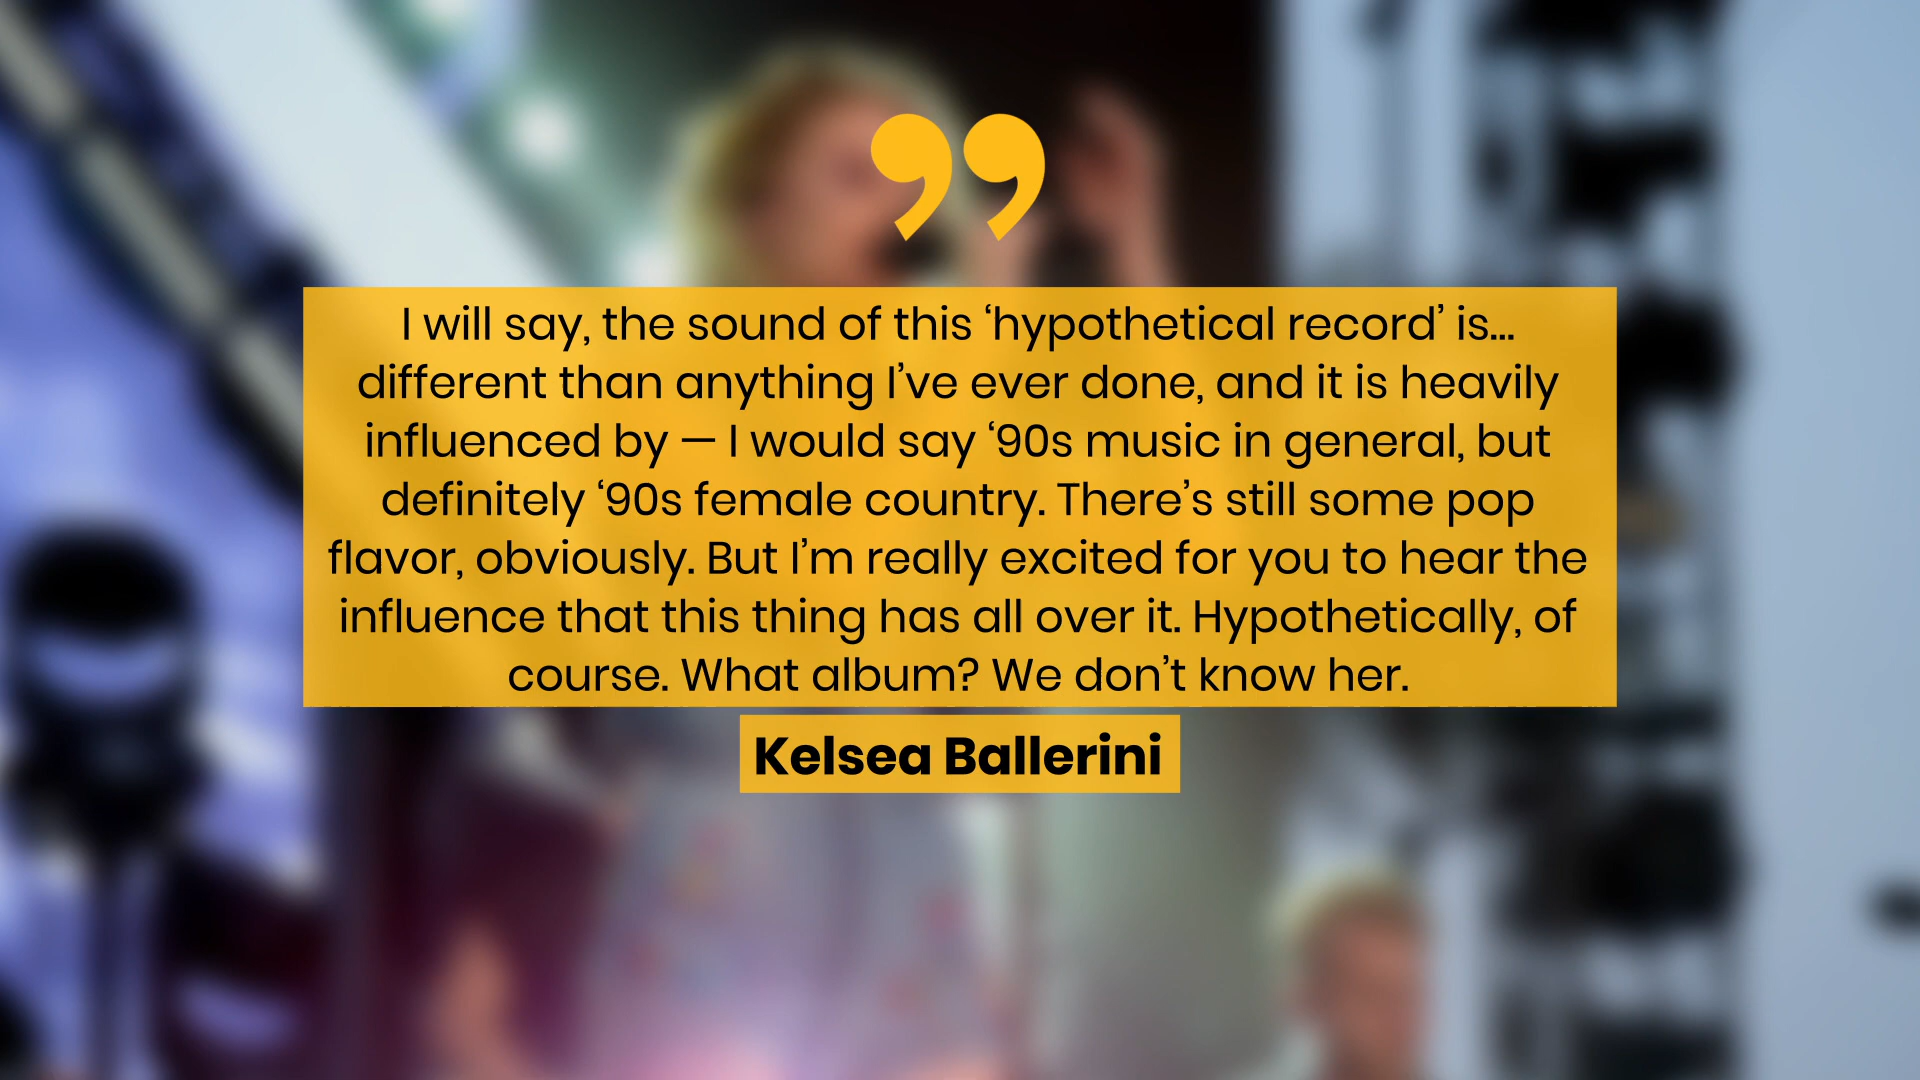 ”
I will say, the sound of this ‘hypothetical record’ is...
different than anything I’ve ever done, and it is heavily
influenced by — I would say ‘90s music in general, but
definitely ‘90s female country. There’s still some pop
flavor, obviously. But I’m really excited for you to hear the
influence that this thing has all over it. Hypothetically, of
course. What album? We don’t know her.
Kelsea Ballerini